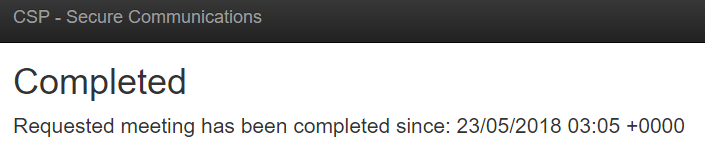 CSP - Secure Communications
Completed
Requested meeting has been completed since: 23/05/2018 03:05 +0000